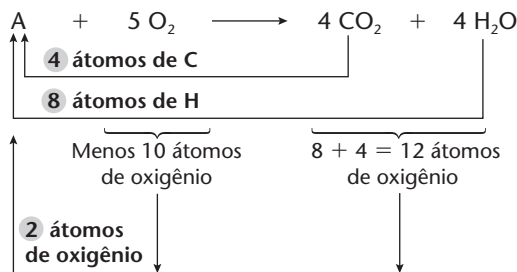 A + 5 O₂ ⟶ 4 CO₂ + 4 H₂O
4 átomos de C
8 átomos de H
Menos 10 átomos
de oxigênio
8 + 4 = 12 átomos
de oxigênio
2 átomos
de oxigênio